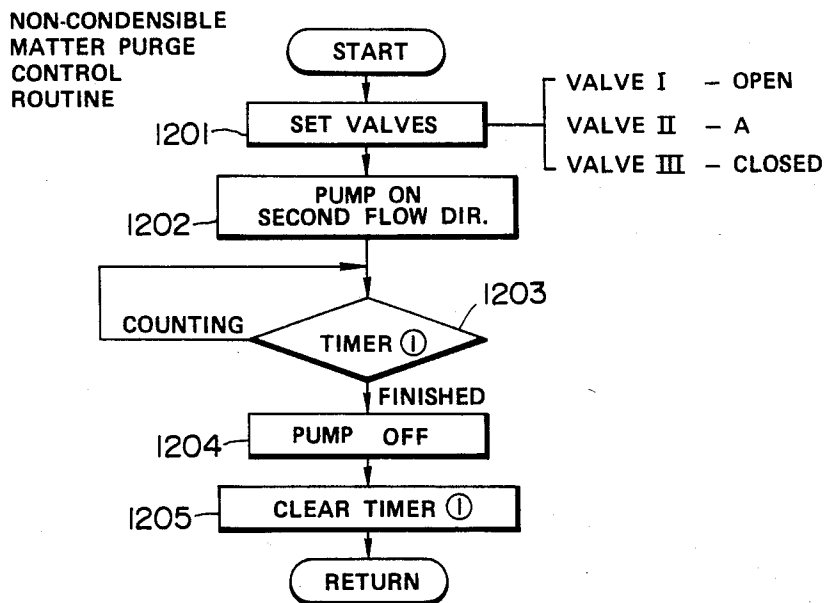 NON-CONDENSIBLE
MATTER PURGE
CONTROL
ROUTINE
START
1201
SET VALVES
VALVE I – OPEN
VALVE II – A
VALVE III – CLOSED
1202
PUMP ON
SECOND FLOW DIR.
1203
COUNTING
TIMER ①
FINISHED
1204
PUMP OFF
1205
CLEAR TIMER ①
RETURN